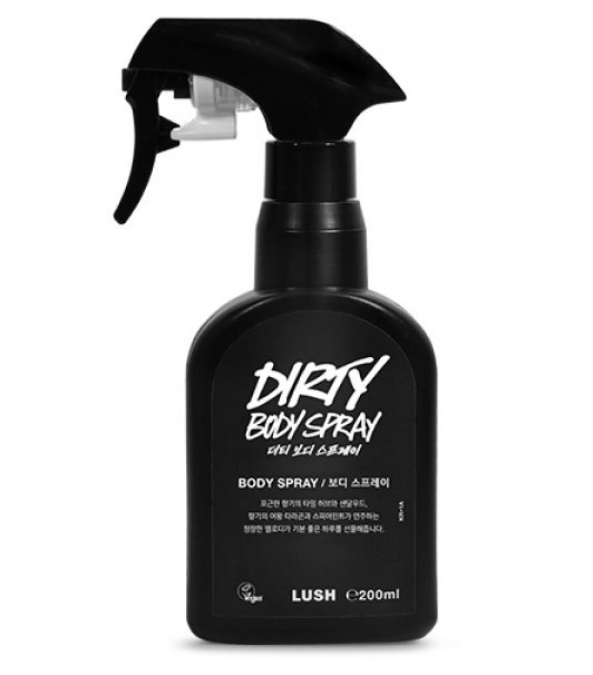 DIRTY
BODY SPRAY
더티 보디 스프레이
BODY SPRAY / 보디 스프레이
포근한 향기의 타임 허브와 샌달우드,
향기의 여왕 타라곤과 스피아민트가 연주하는
청량한 멜로디가 기분 좋은 하루를 선물해줍니다.
vegan
LUSH ℮200ml